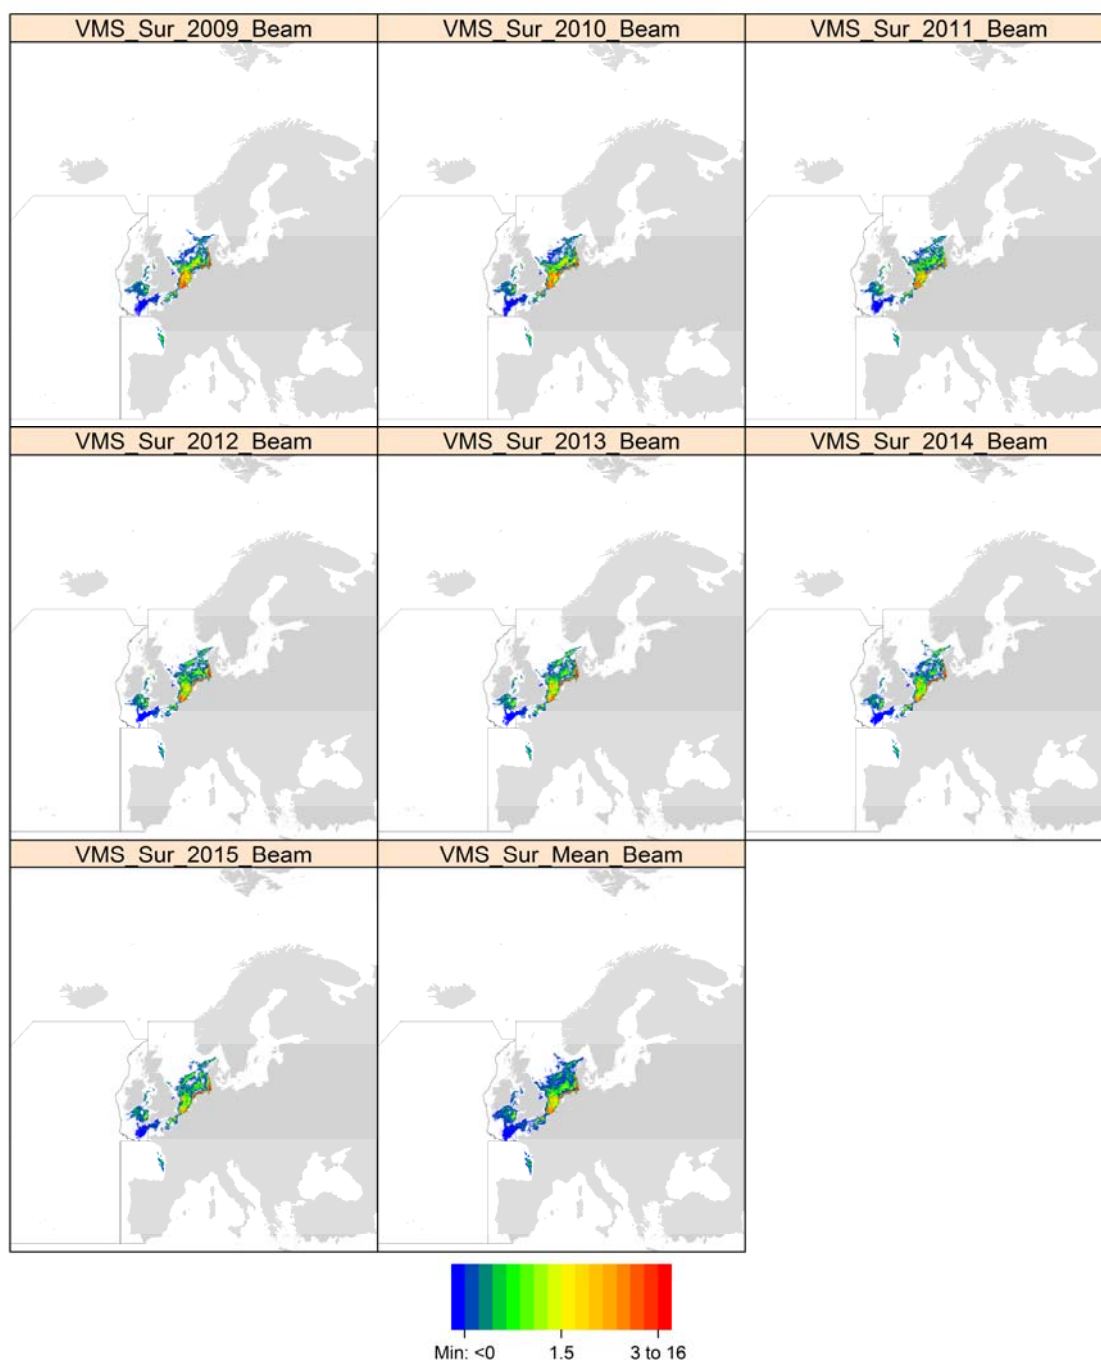 VMS_Sur_2009_Beam
VMS_Sur_2010_Beam
VMS_Sur_2011_Beam
VMS_Sur_2012_Beam
VMS_Sur_2013_Beam
VMS_Sur_2014_Beam
VMS_Sur_2015_Beam
VMS_Sur_Mean_Beam
Min: <0 1.5 3 to 16